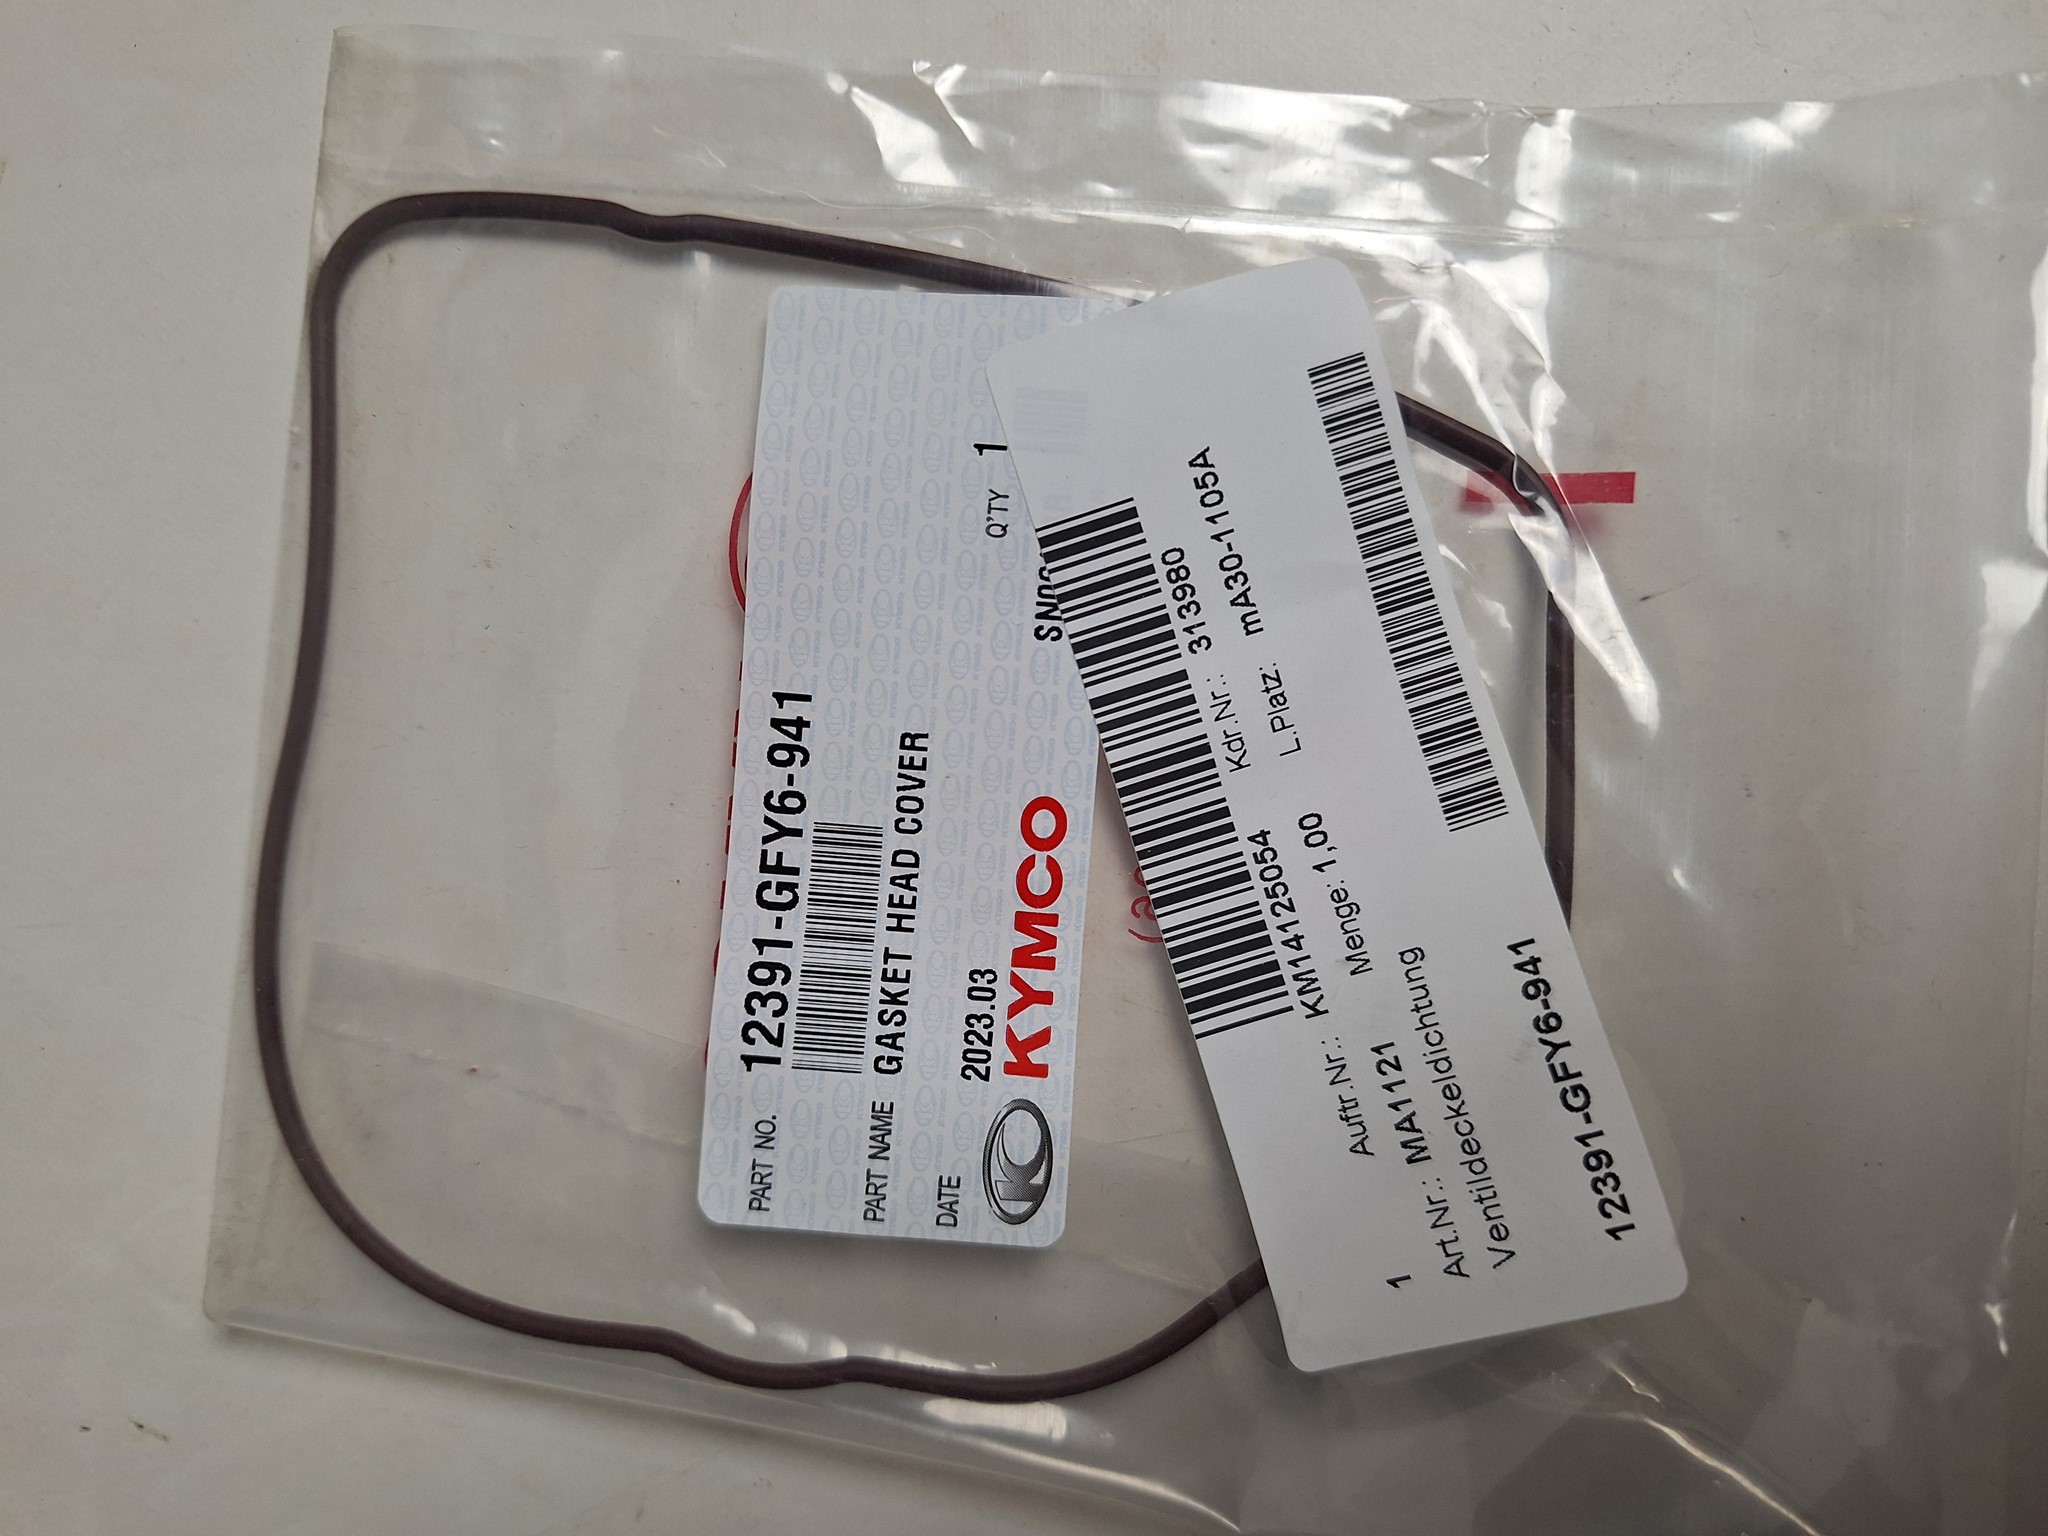 PART NO. 12391-GFY6-941
PART NAME GASKET HEAD COVER
DATE 2023.03 Q'TY 1
KYMCO
KM14125054
Auftr.Nr.: Kdr.Nr.: 313980
1 Menge: 1,00 L.Platz: mA30-1105A
Art.Nr.: MA1121
Ventildeckeldichtung
12391-GFY6-941